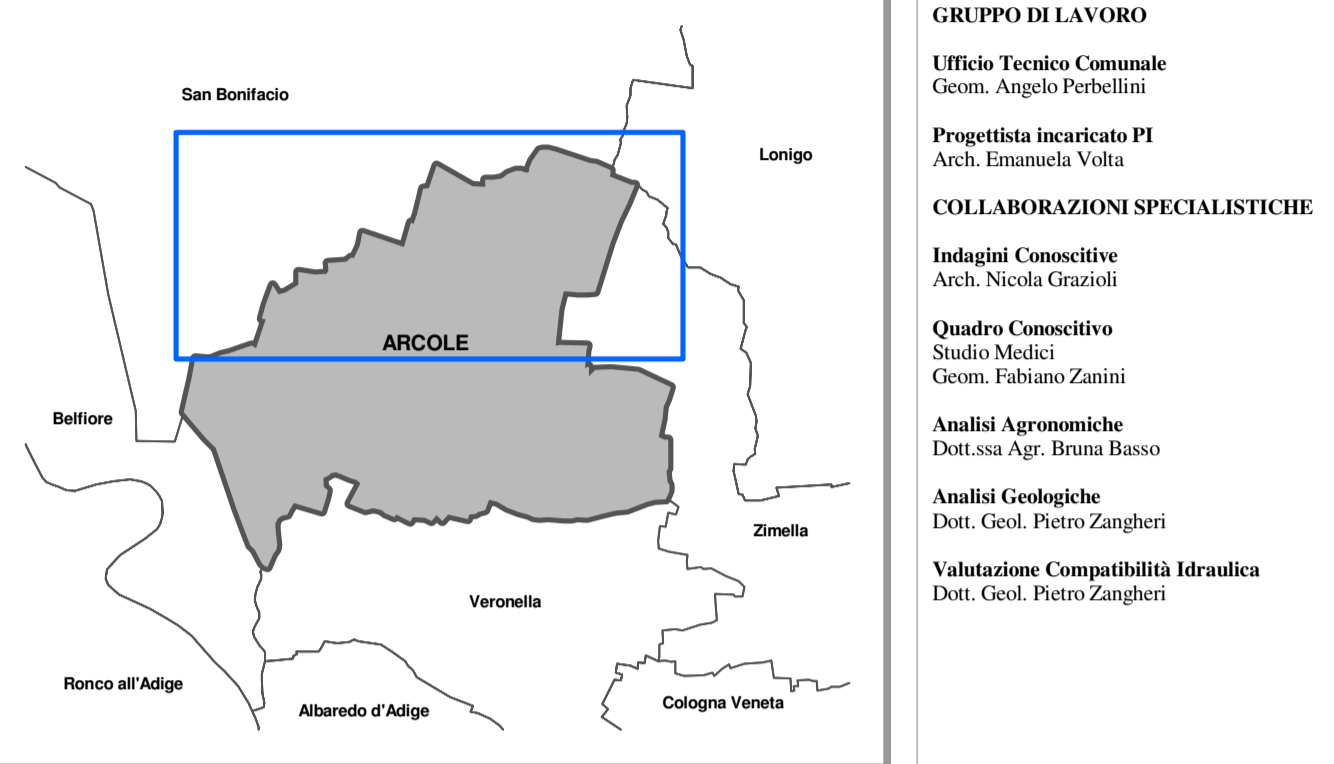 San Bonifacio
Lonigo
ARCOLE
Belfiore
Zimella
Veronella
Ronco all'Adige
Albaredo d'Adige
Cologna Veneta
GRUPPO DI LAVORO
Ufficio Tecnico Comunale
Geom. Angelo Perbellini
Progettista incaricato PI
Arch. Emanuela Volta
COLLABORAZIONI SPECIALISTICHE
Indagini Conoscitive
Arch. Nicola Grazioli
Quadro Conoscitivo
Studio Medici
Geom. Fabiano Zanini
Analisi Agronomiche
Dott.ssa Agr. Bruna Basso
Analisi Geologiche
Dott. Geol. Pietro Zangheri
Valutazione Compatibilità Idraulica
Dott. Geol. Pietro Zangheri